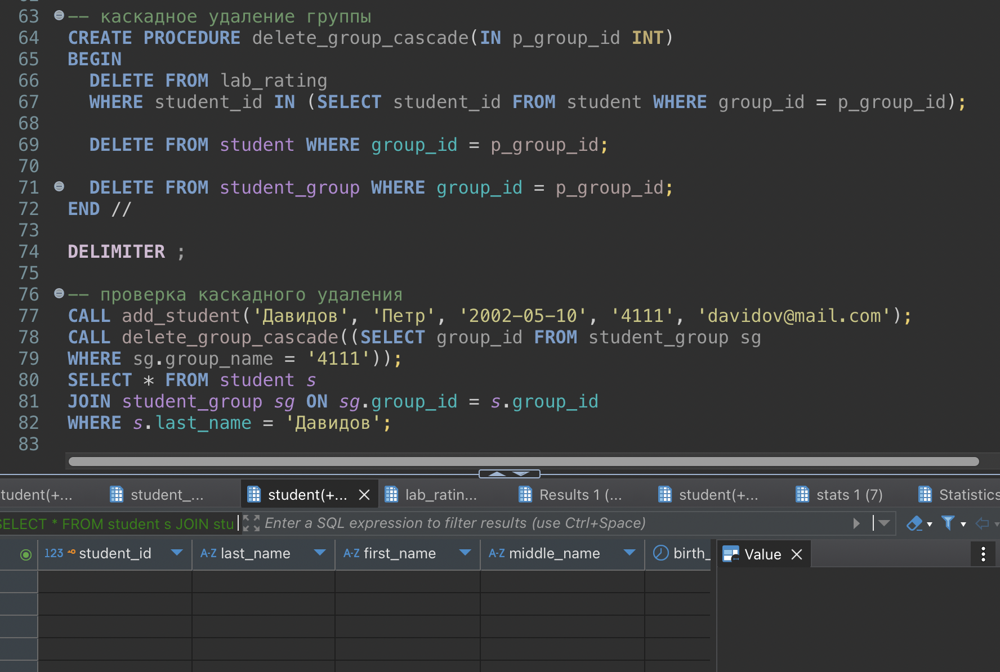 63 -- каскадное удаление группы
64 CREATE PROCEDURE delete_group_cascade(IN p_group_id INT)
65 BEGIN
66 DELETE FROM lab_rating
67 WHERE student_id IN (SELECT student_id FROM student WHERE group_id = p_group_id);
68
69 DELETE FROM student WHERE group_id = p_group_id;
70
71 DELETE FROM student_group WHERE group_id = p_group_id;
72 END //
73
74 DELIMITER ;
75
76 -- проверка каскадного удаления
77 CALL add_student('Давидов', 'Петр', '2002-05-10', '4111', 'davidov@mail.com');
78 CALL delete_group_cascade((SELECT group_id FROM student_group sg
79 WHERE sg.group_name = '4111'));
80 SELECT * FROM student s
81 JOIN student_group sg ON sg.group_id = s.group_id
82 WHERE s.last_name = 'Давидов';
83
tudent(+... student_... student(+... lab_ratin... Results 1 (... student(+... stats 1 (7) Statistics
SELECT * FROM student s JOIN stu Enter a SQL expression to filter results (use Ctrl+Space)
123 student_id A-Z last_name A-Z first_name A-Z middle_name birth_ Value